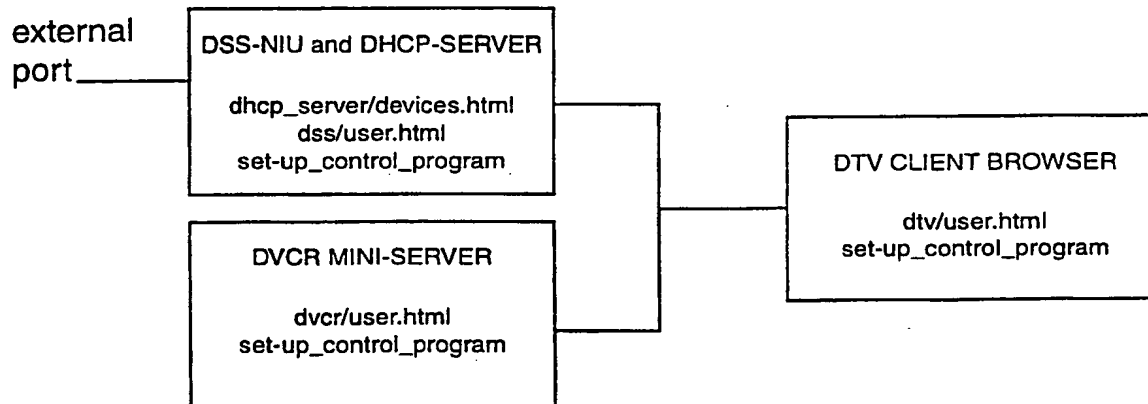 external
port
DSS-NIU and DHCP-SERVER
dhcp_server/devices.html
dss/user.html
set-up_control_program
DVCR MINI-SERVER
dvcr/user.html
set-up_control_program
DTV CLIENT BROWSER
dtv/user.html
set-up_control_program